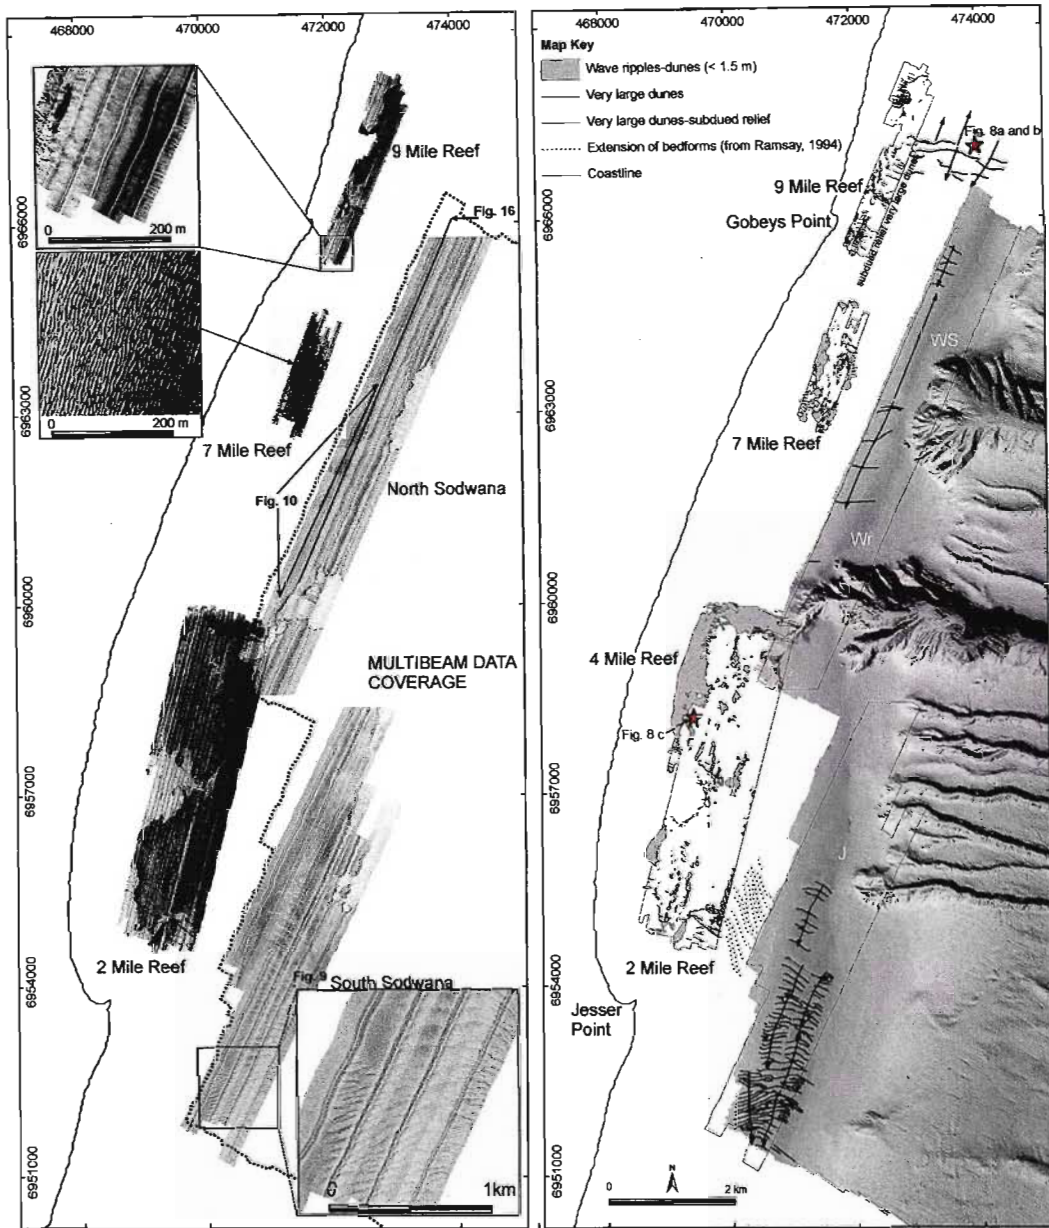 468000 470000 472000 474000
9 Mile Reef
Fig. 16
0 200 m
0 200 m
7 Mile Reef
Fig. 10
North Sodwana
MULTIBEAM DATA
COVERAGE
2 Mile Reef
Fig. 9
South Sodwana
0 1km
6966000
6963000
6960000
6957000
6954000
6951000
468000 470000 472000 474000
Map Key
Wave ripples-dunes (< 1.5 m)
Very large dunes
Very large dunes-subdued relief
Extension of bedforms (from Ramsay, 1994)
Coastline
Fig. 8a and b
9 Mile Reef
Gobeys Point
subdued relief very large dunes
WS
7 Mile Reef
Wr
4 Mile Reef
Fig. 8 c
J
2 Mile Reef
Jesser
Point
N
0 2 km
6966000
6963000
6960000
6957000
6954000
6951000